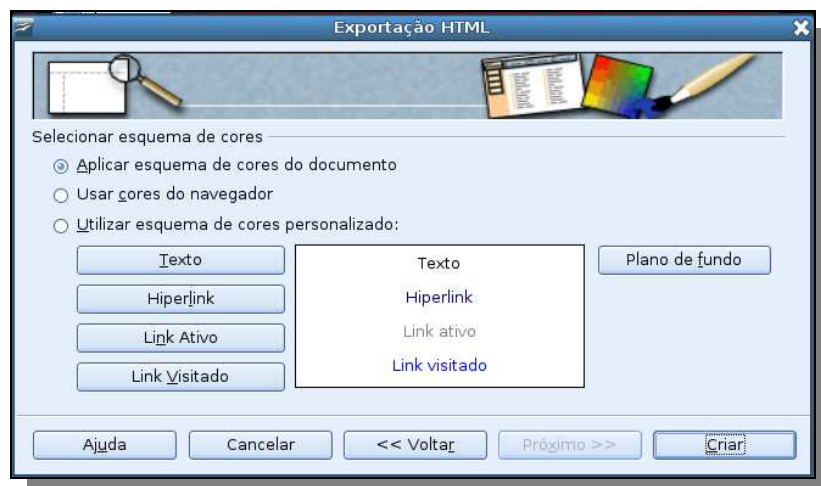 Exportação HTML
Selecionar esquema de cores
Aplicar esquema de cores do documento
Usar cores do navegador
Utilizar esquema de cores personalizado:
Texto
Hiperlink
Link Ativo
Link Visitado
Texto
Hiperlink
Link ativo
Link visitado
Plano de fundo
Ajuda Cancelar << Voltar Próximo >> Criar